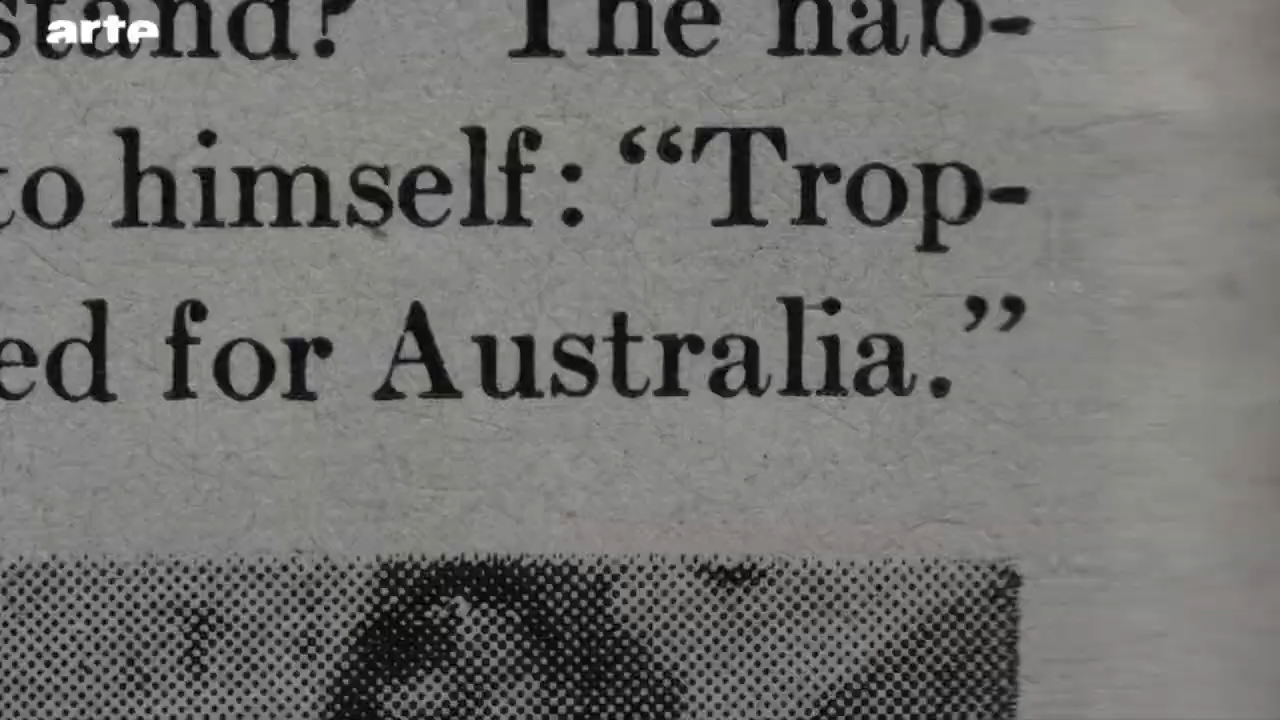 arte
stand? The hab-
to himself: “Trop-
ed for Australia.”